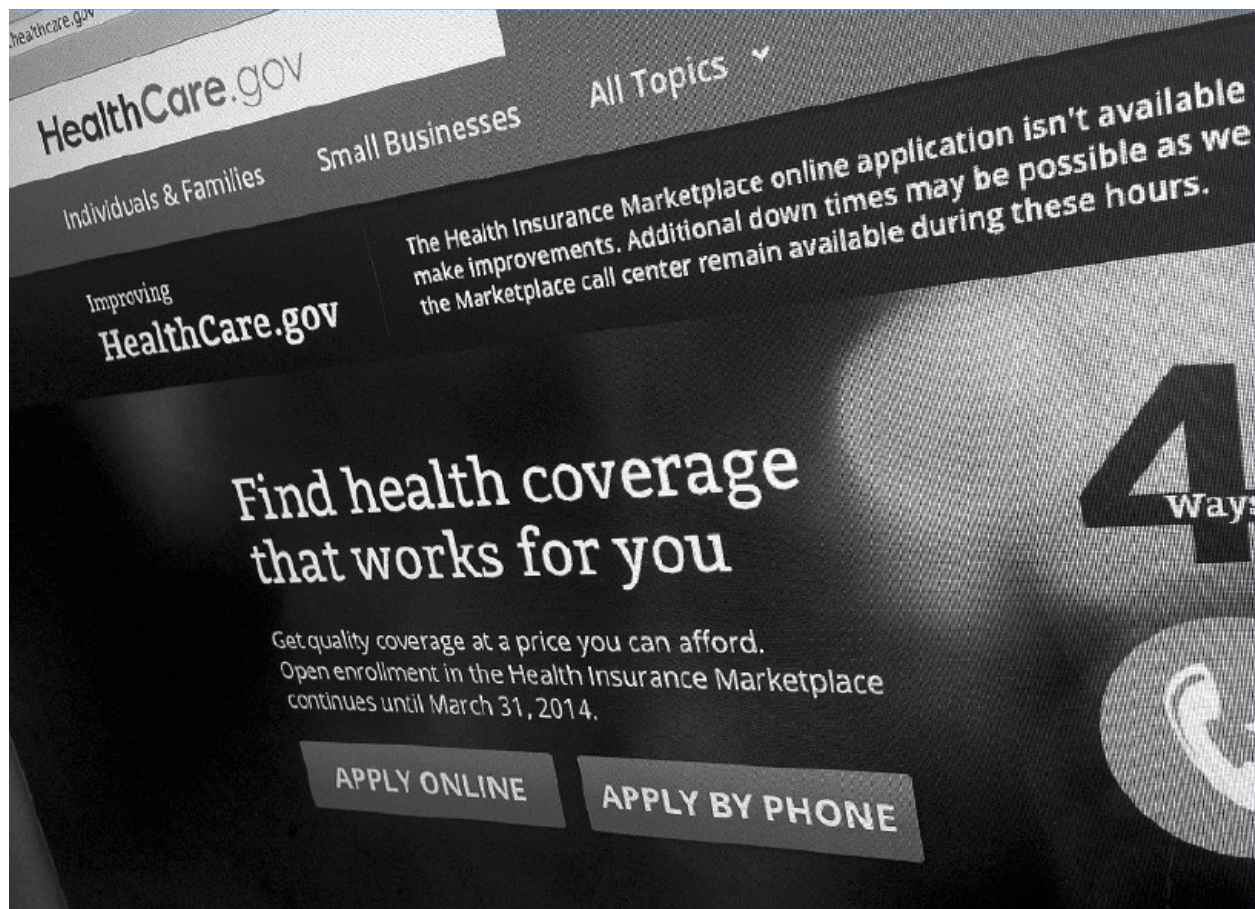 healthcare.gov
HealthCare.gov
Individuals & Families
Small Businesses
All Topics
Improving
HealthCare.gov
The Health Insurance Marketplace online application isn't available
make improvements. Additional down times may be possible as we
the Marketplace call center remain available during these hours.
Find health coverage
that works for you
Get quality coverage at a price you can afford.
Open enrollment in the Health Insurance Marketplace
continues until March 31, 2014.
APPLY ONLINE
APPLY BY PHONE
4
Ways